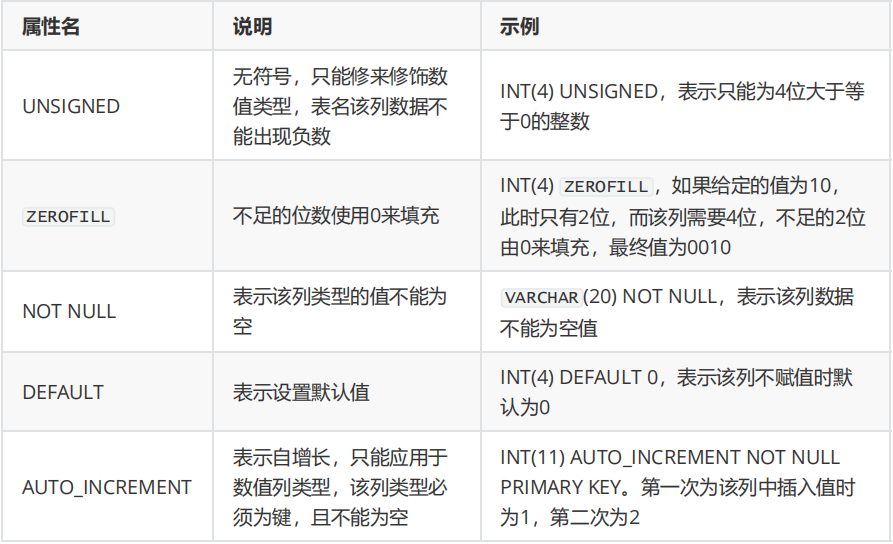 属性名
说明
示例
UNSIGNED
无符号，只能修来修饰数
值类型，表名该列数据不
能出现负数
INT(4) UNSIGNED，表示只能为4位大于等
于0的整数
ZEROFILL
不足的位数使用0来填充
INT(4) ZEROFILL，如果给定的值为10，
此时只有2位，而该列需要4位，不足的2位
由0来填充，最终值为0010
NOT NULL
表示该列类型的值不能为
空
VARCHAR(20) NOT NULL，表示该列数据
不能为空值
DEFAULT
表示设置默认值
INT(4) DEFAULT 0，表示该列不赋值时默
认为0
AUTO_INCREMENT
表示自增长，只能应用于
数值列类型，该列类型必
须为键，且不能为空
INT(11) AUTO_INCREMENT NOT NULL
PRIMARY KEY。第一次为该列中插入值时
为1，第二次为2